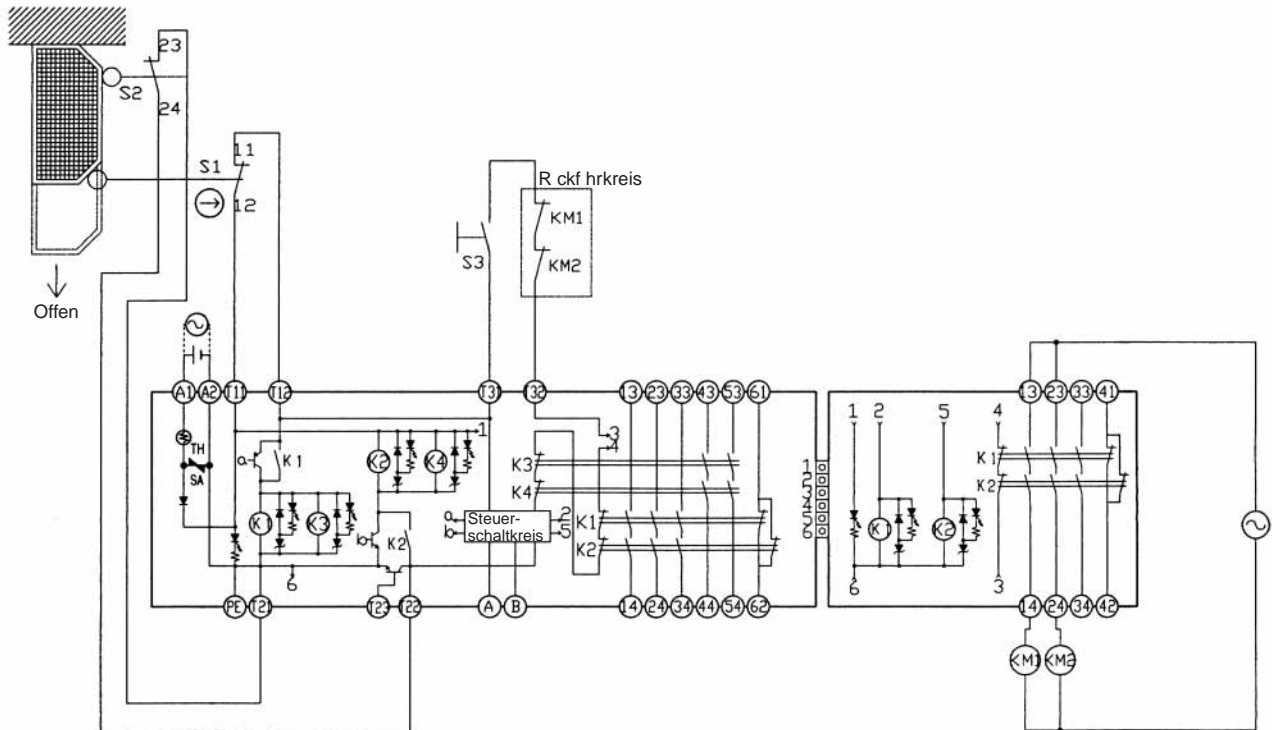 23
S2
24
11
S1
12
Offen
R ckf hrkreis
KM1
KM2
S3
A1 A2 T11 T12 T31 T32 13 23 33 43 53 61
13 23 33 41
1 2 5 4
1
3
4
TH
SA
a
K1
K2
K4
K3
K4
K1
K2
1
2
3
4
5
6
K1
K3
b
K2
a
b
Steuer-
schaltkreis
2
5
K1
K2
K1
K2
6
6
3
PE T21 T23 T22 A B 14 24 34 44 54 62
14 24 34 42
KM1 KM2